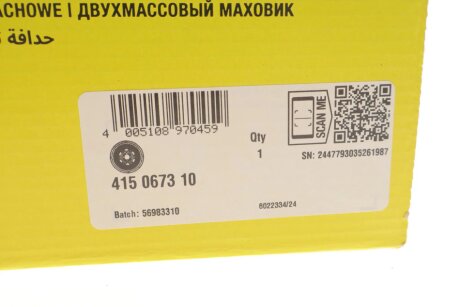 ACHOWE | ДВУХМАССОВЫЙ МАХОВИК
حدافة
4 005108 970459
Qty
1
SCAN ME
SN: 2447793035261987
415 0673 10
Batch: 56983310
6022334/24